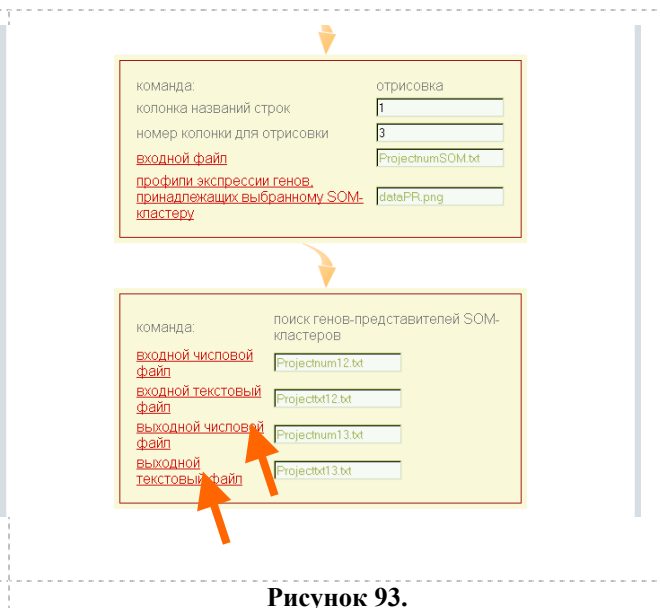 команда: отрисовка
колонка названий строк 1
номер колонки для отрисовки 3
входной файл ProjectnumSOM.txt
профили экспрессии генов,
принадлежащих выбранному SOM-
кластеру dataPR.png
команда: поиск генов-представителей SOM-
кластеров
входной числовой
файл Projectnum12.txt
входной текстовый
файл Projecttxt12.txt
выходной числовой
файл Projectnum13.txt
выходной
текстовый файл Projecttxt13.txt
Рисунок 93.